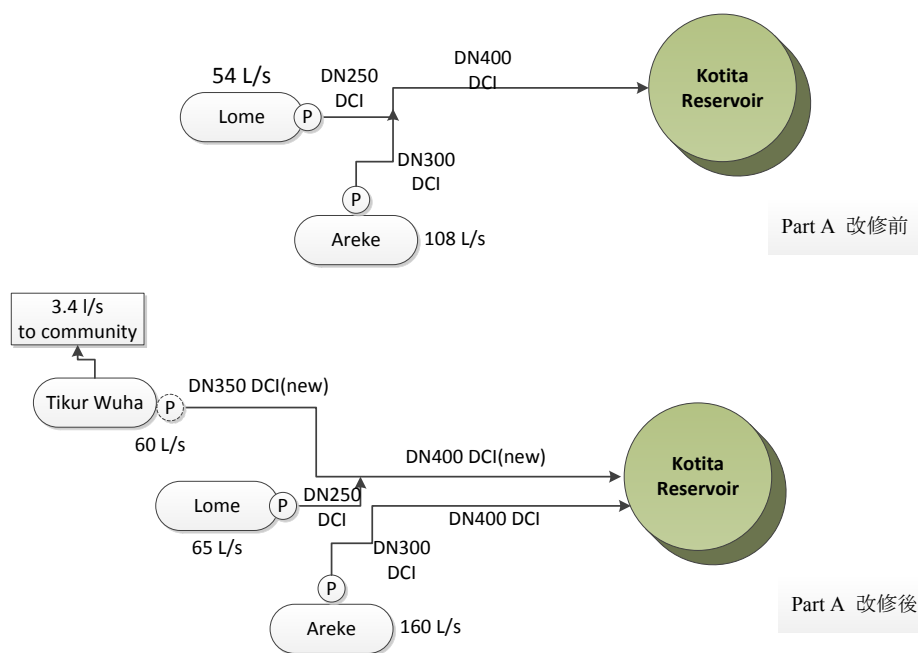 54 L/s
Lome
P
DN250
DCI
DN400
DCI
Kotita
Reservoir
DN300
DCI
P
Areke
108 L/s
Part A 改修前
3.4 l/s
to community
Tikur Wuha
P
DN350 DCI(new)
60 L/s
DN400 DCI(new)
Kotita
Reservoir
Lome
P
DN250
DCI
65 L/s
DN400 DCI
DN300
DCI
P
Areke
160 L/s
Part A 改修後